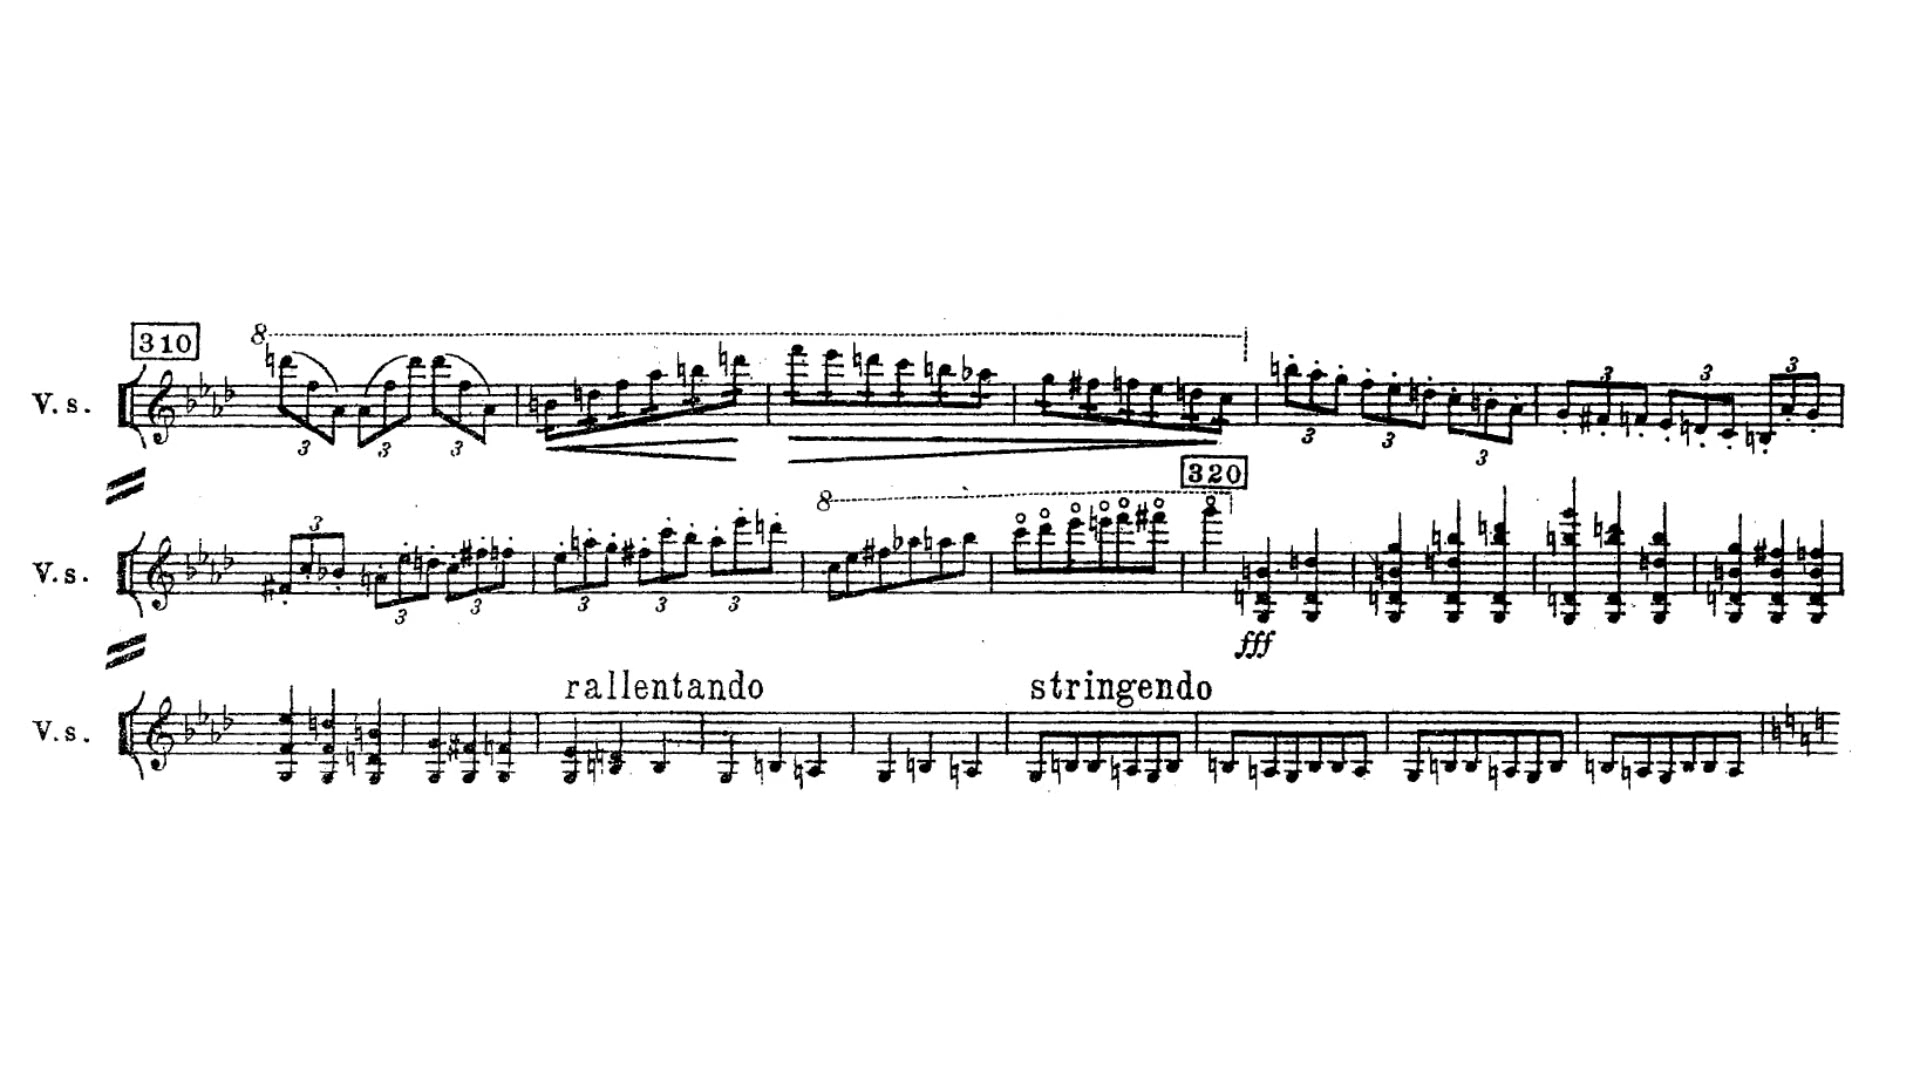 310
8
V. s.
3 3 3 3 3 3 3 3 3
320
8
V. s.
3 3 3 3 3 3
fff
rallentando stringendo
V. s.